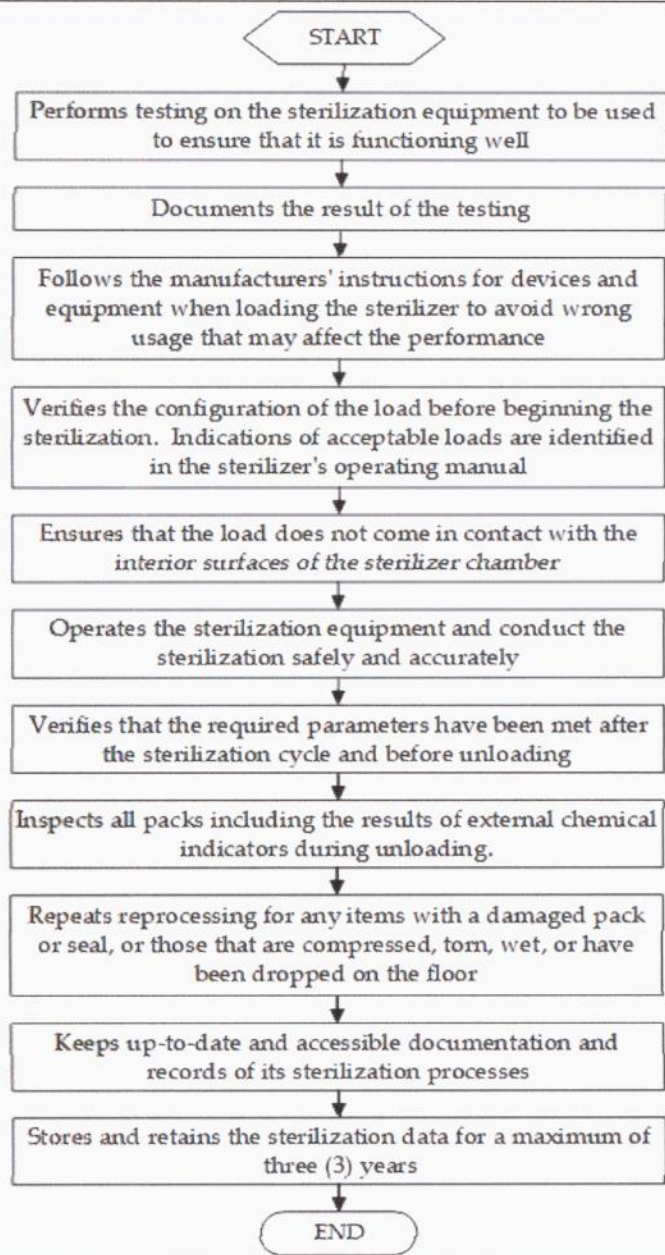 START
Performs testing on the sterilization equipment to be used
to ensure that it is functioning well
Documents the result of the testing
Follows the manufacturers' instructions for devices and
equipment when loading the sterilizer to avoid wrong
usage that may affect the performance
Verifies the configuration of the load before beginning the
sterilization. Indications of acceptable loads are identified
in the sterilizer's operating manual
Ensures that the load does not come in contact with the
interior surfaces of the sterilizer chamber
Operates the sterilization equipment and conduct the
sterilization safely and accurately
Verifies that the required parameters have been met after
the sterilization cycle and before unloading
Inspects all packs including the results of external chemical
indicators during unloading.
Repeats reprocessing for any items with a damaged pack
or seal, or those that are compressed, torn, wet, or have
been dropped on the floor
Keeps up-to-date and accessible documentation and
records of its sterilization processes
Stores and retains the sterilization data for a maximum of
three (3) years
END